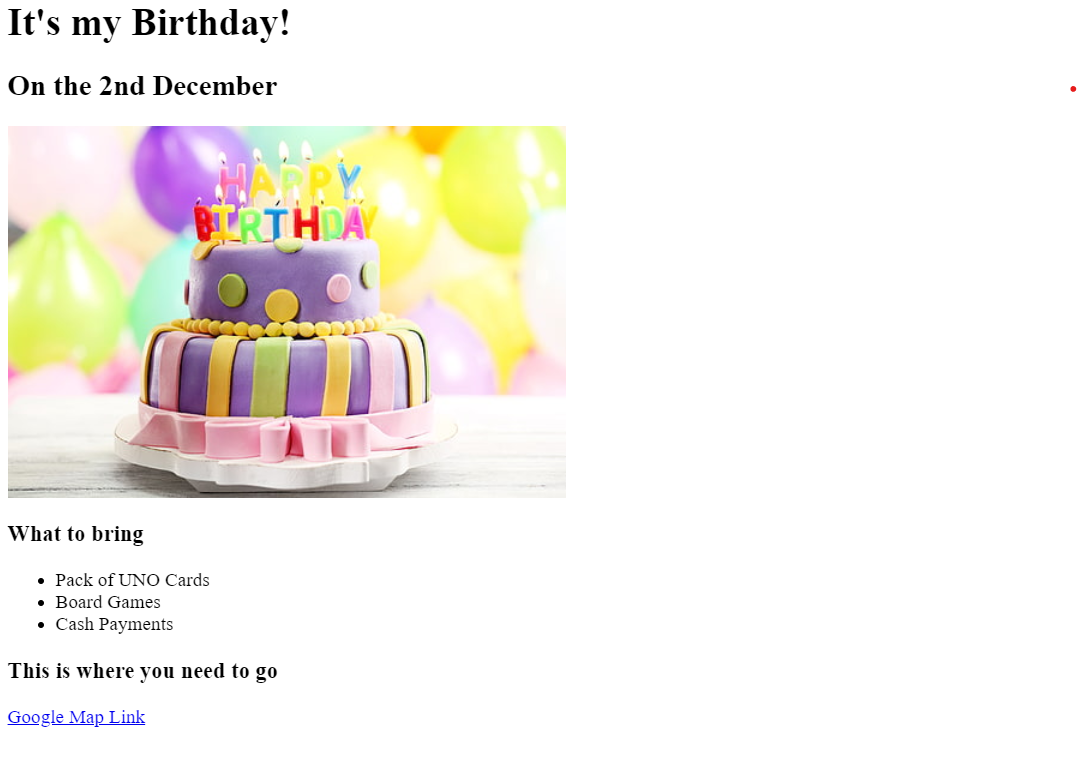 It's my Birthday!
On the 2nd December
HAPPY
BIRTHDAY
What to bring
Pack of UNO Cards
Board Games
Cash Payments
This is where you need to go
Google Map Link